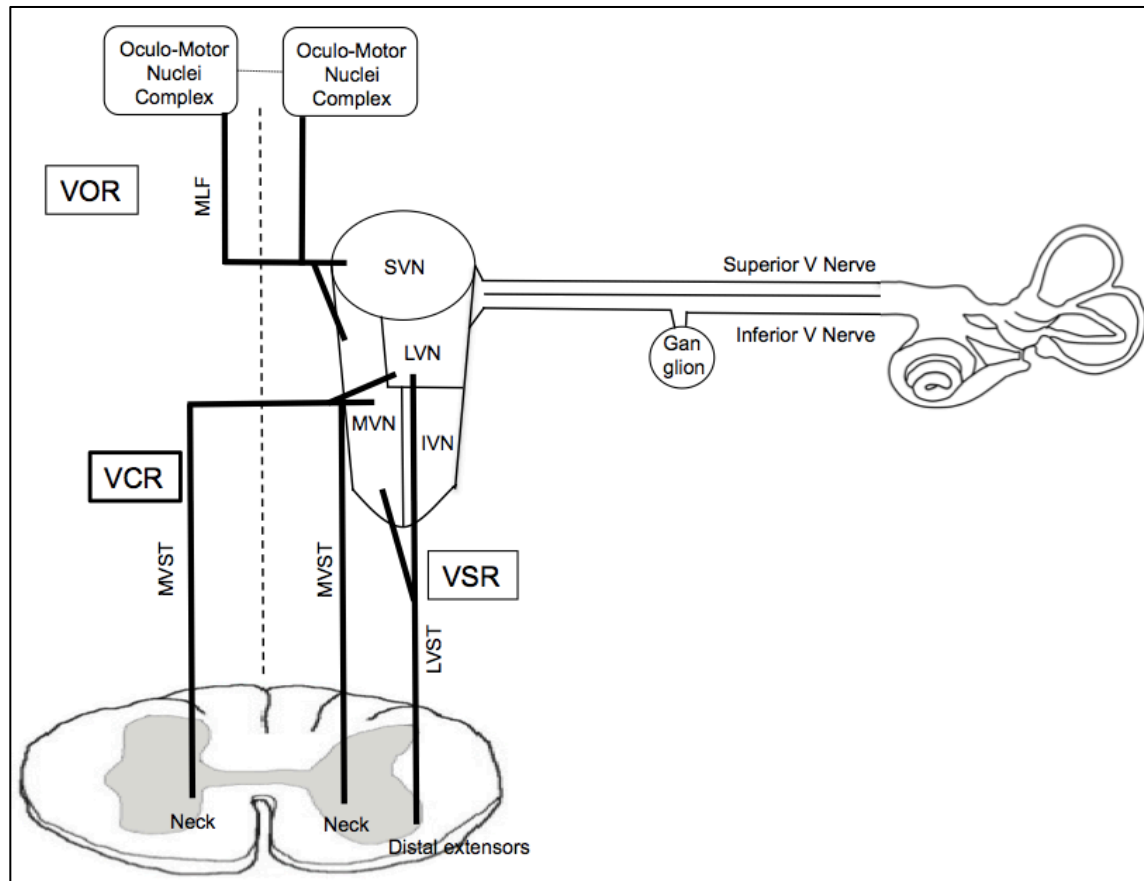 Oculo-Motor
Nuclei
Complex
Oculo-Motor
Nuclei
Complex
VOR
MLF
SVN
Superior V Nerve
Inferior V Nerve
Gan
glion
LVN
MVN
IVN
VCR
MVST
MVST
VSR
LVST
Neck
Neck
Distal extensors